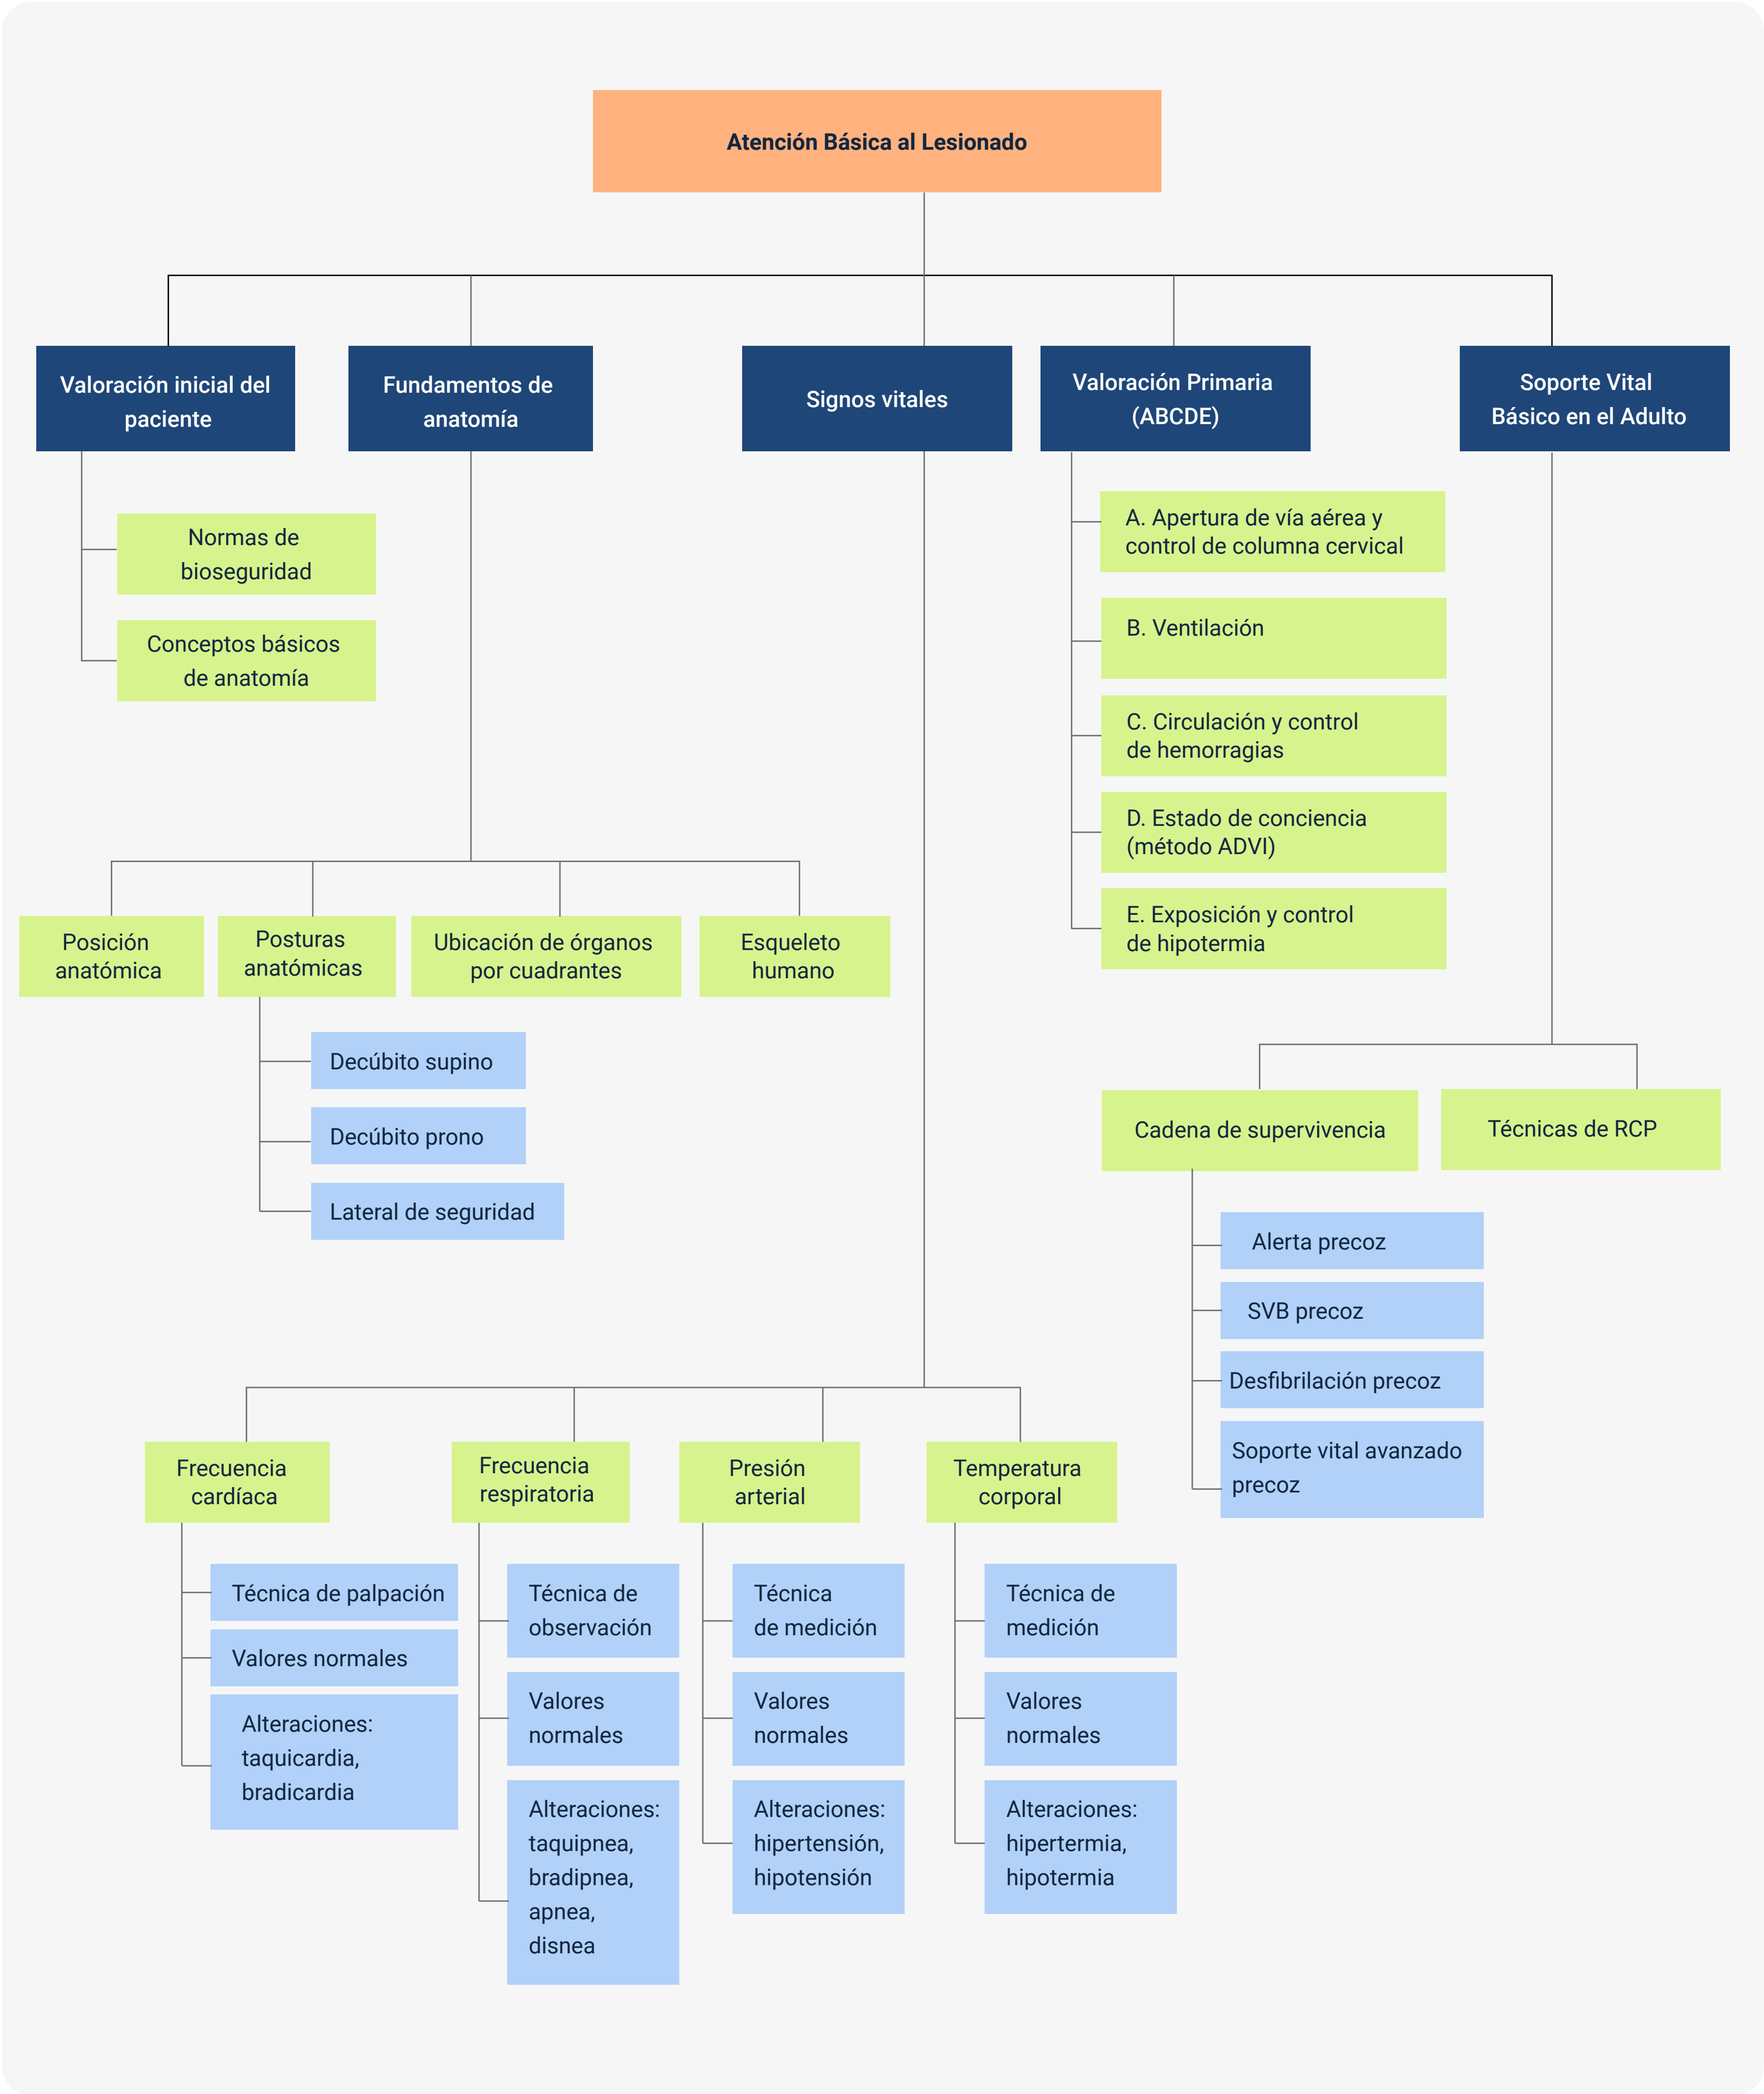 Atención Básica al Lesionado
Valoración inicial del
paciente
Fundamentos de
anatomía
Signos vitales
Valoración Primaria
(ABCDE)
Soporte Vital
Básico en el Adulto
Normas de
bioseguridad
Conceptos básicos
de anatomía
A. Apertura de vía aérea y
control de columna cervical
B. Ventilación
C. Circulación y control
de hemorragias
D. Estado de conciencia
(método ADVI)
E. Exposición y control
de hipotermia
Posición
anatómica
Posturas
anatómicas
Ubicación de órganos
por cuadrantes
Esqueleto
humano
Decúbito supino
Decúbito prono
Lateral de seguridad
Cadena de supervivencia
Técnicas de RCP
Alerta precoz
SVB precoz
Desfibrilación precoz
Soporte vital avanzado
precoz
Frecuencia
cardíaca
Frecuencia
respiratoria
Presión
arterial
Temperatura
corporal
Técnica de palpación
Valores normales
Alteraciones:
taquicardia,
bradicardia
Técnica de
observación
Valores
normales
Alteraciones:
taquipnea,
bradipnea,
apnea,
disnea
Técnica
de medición
Valores
normales
Alteraciones:
hipertensión,
hipotensión
Técnica de
medición
Valores
normales
Alteraciones:
hipertermia,
hipotermia